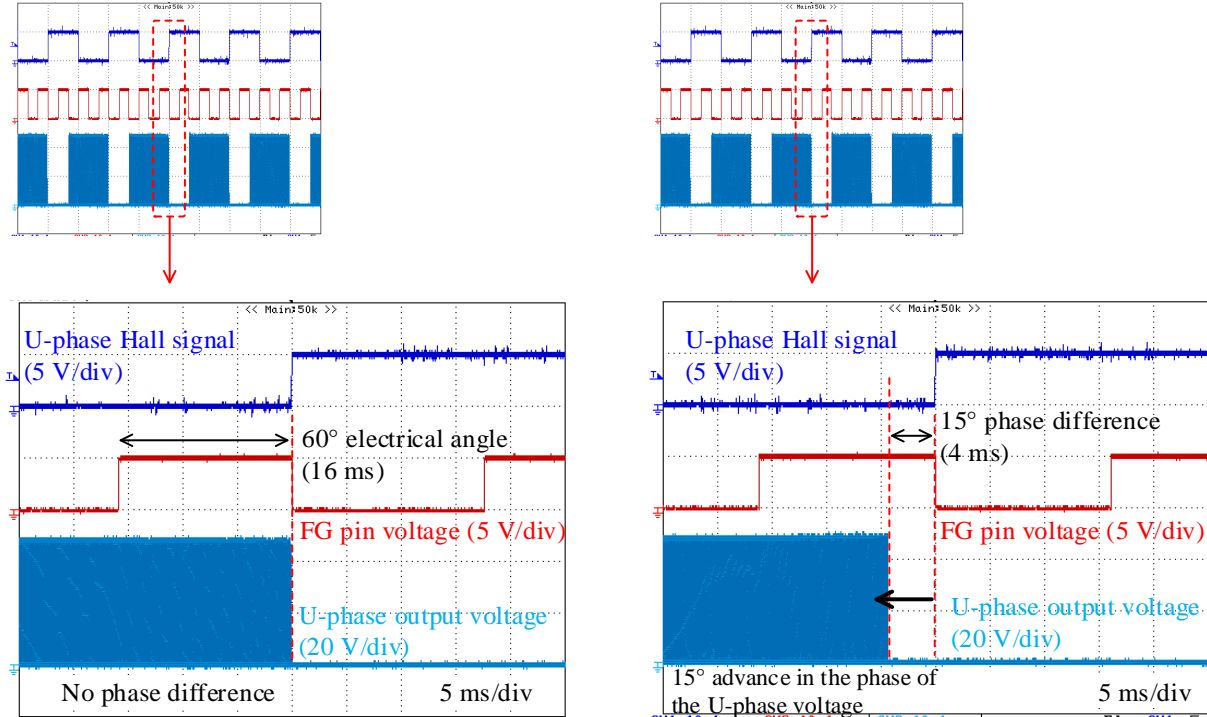 << Main:50k >>
<< Main:50k >>
<< Main:50k >>
U-phase Hall signal
(5 V/div)
60° electrical angle
(16 ms)
FG pin voltage (5 V/div)
U-phase output voltage
(20 V/div)
No phase difference
5 ms/div
<< Main:50k >>
U-phase Hall signal
(5 V/div)
15° phase difference
(4 ms)
FG pin voltage (5 V/div)
U-phase output voltage
(20 V/div)
15° advance in the phase of
the U-phase voltage
5 ms/div